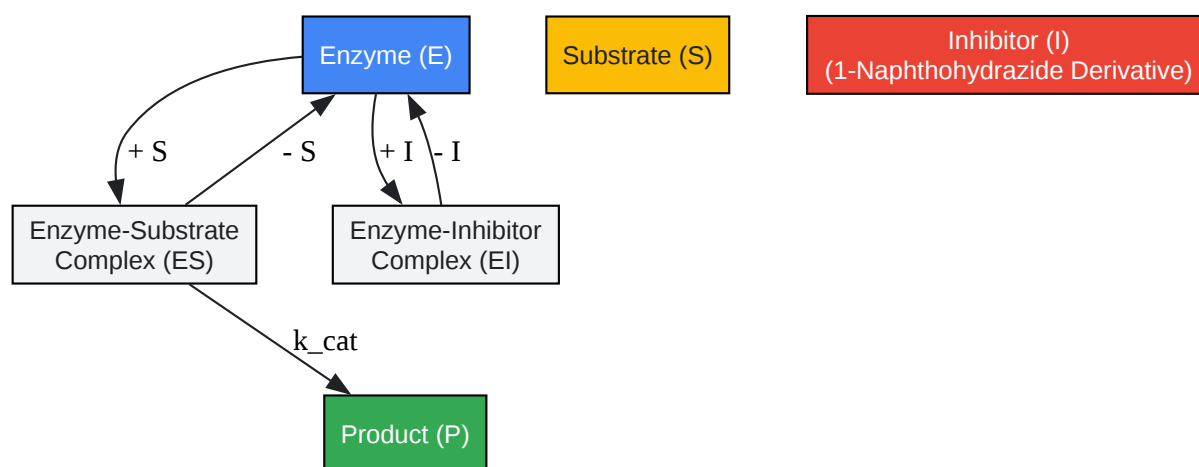 Enzyme (E)
Substrate (S)
Inhibitor (I)
(1-Naphthohydrazide Derivative)
+ S
- S
+ I
- I
Enzyme-Substrate
Complex (ES)
Enzyme-Inhibitor
Complex (EI)
k_cat
Product (P)